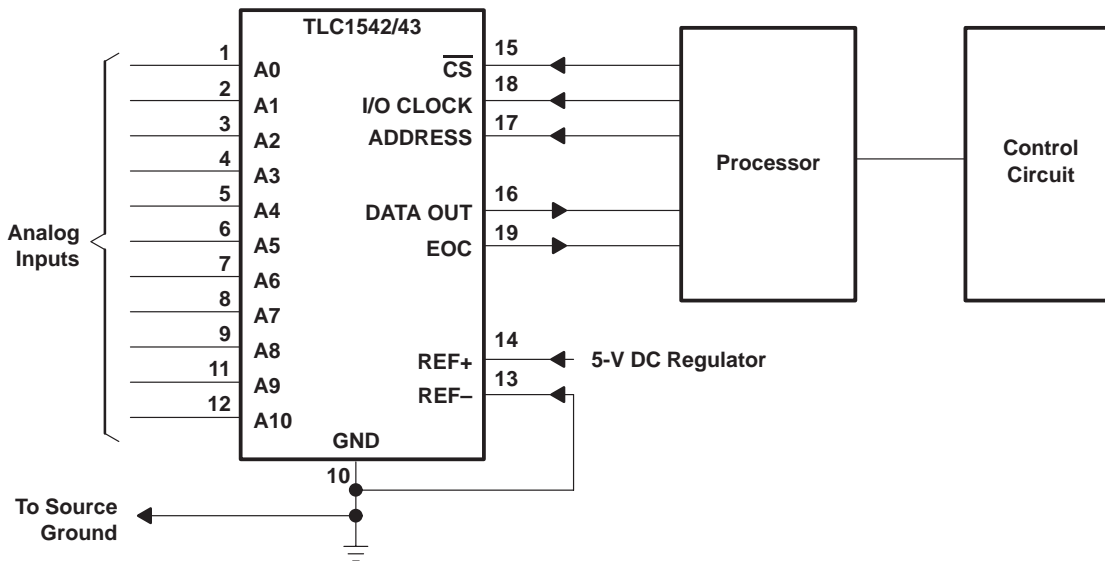 TLC1542/43
Analog
Inputs
1
A0
2
A1
3
A2
4
A3
5
A4
6
A5
7
A6
8
A7
9
A8
11
A9
12
A10
CS
15
I/O CLOCK
18
ADDRESS
17
DATA OUT
16
EOC
19
REF+
14
5-V DC Regulator
REF–
13
GND
10
To Source
Ground
Processor
Control
Circuit